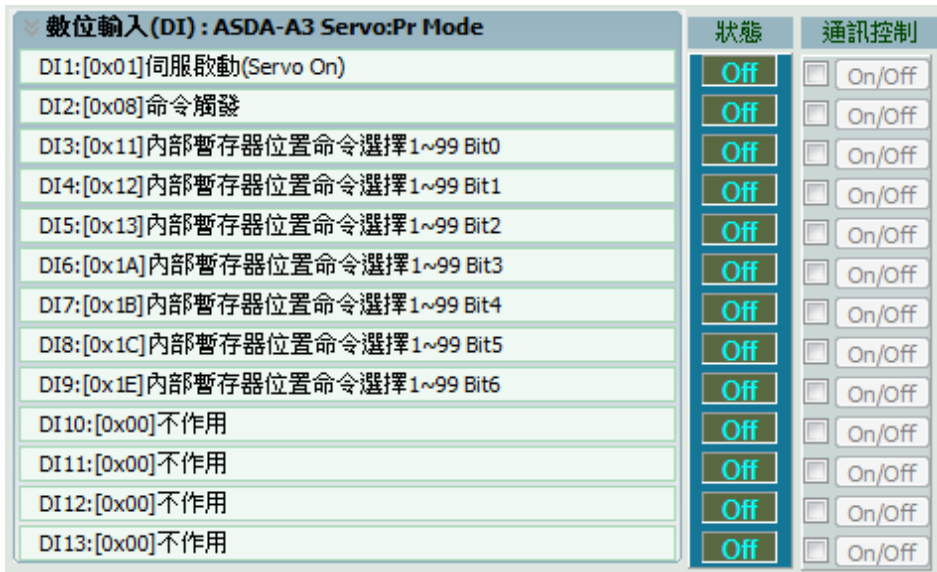 數位輸入(DI) : ASDA-A3 Servo:Pr Mode 狀態 通訊控制
DI1:[0x01]伺服啟動(Servo On) Off On/Off
DI2:[0x08]命令觸發 Off On/Off
DI3:[0x11]內部暫存器位置命令選擇1~99 Bit0 Off On/Off
DI4:[0x12]內部暫存器位置命令選擇1~99 Bit1 Off On/Off
DI5:[0x13]內部暫存器位置命令選擇1~99 Bit2 Off On/Off
DI6:[0x1A]內部暫存器位置命令選擇1~99 Bit3 Off On/Off
DI7:[0x1B]內部暫存器位置命令選擇1~99 Bit4 Off On/Off
DI8:[0x1C]內部暫存器位置命令選擇1~99 Bit5 Off On/Off
DI9:[0x1E]內部暫存器位置命令選擇1~99 Bit6 Off On/Off
DI10:[0x00]不作用 Off On/Off
DI11:[0x00]不作用 Off On/Off
DI12:[0x00]不作用 Off On/Off
DI13:[0x00]不作用 Off On/Off